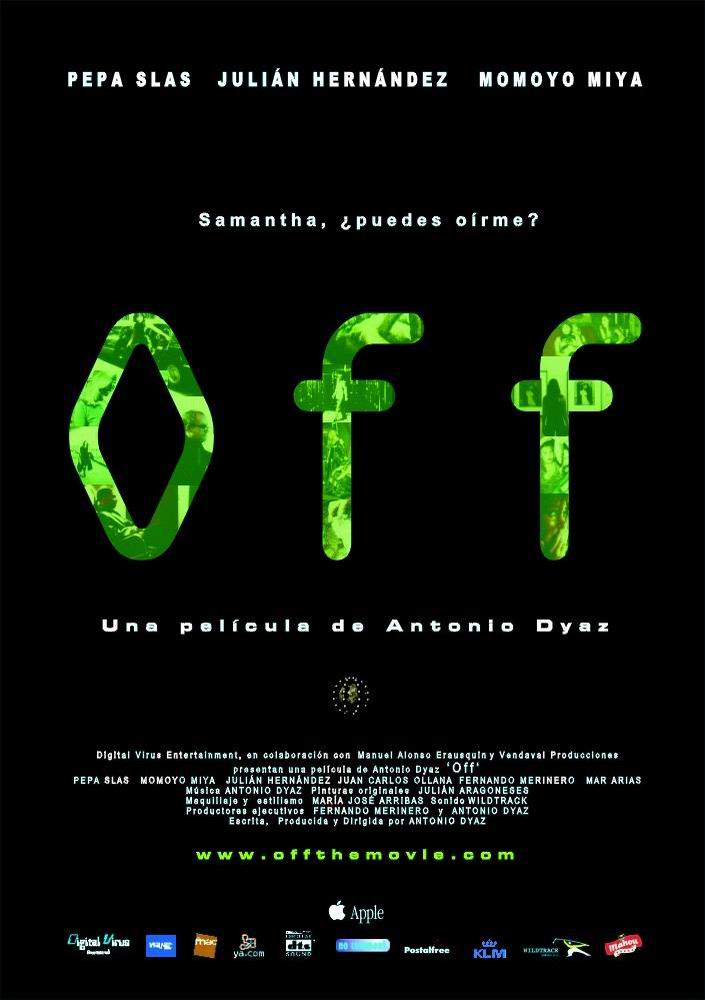 PEPA SLAS JULIÁN HERNÁNDEZ MOMOYO MIYA
Samantha, ¿puedes oírme?
Off
Una película de Antonio Dyaz
Digital Virus Entertainment, en colaboración con Manuel Alonso Erausquin y Vendaval Producciones
presentan una película de Antonio Dyaz 'Off'
PEPA SLAS MOMOYO MIYA JULIÁN HERNÁNDEZ JUAN CARLOS OLLANA FERNANDO MERINERO MAR ARIAS
Música ANTONIO DYAZ Pinturas originales JULIÁN ARAGONESES
Maquillaje y estilismo MARÍA JOSÉ ARRIBAS Sonido WILDTRACK
Productores ejecutivos FERNANDO MERINERO y ANTONIO DYAZ
Escrita, Producida y Dirigida por ANTONIO DYAZ
www.offthemovie.com
Apple
Digital Virus fnac ya.com dts SOUND Postalfree KLM WILDTRACK Mahou